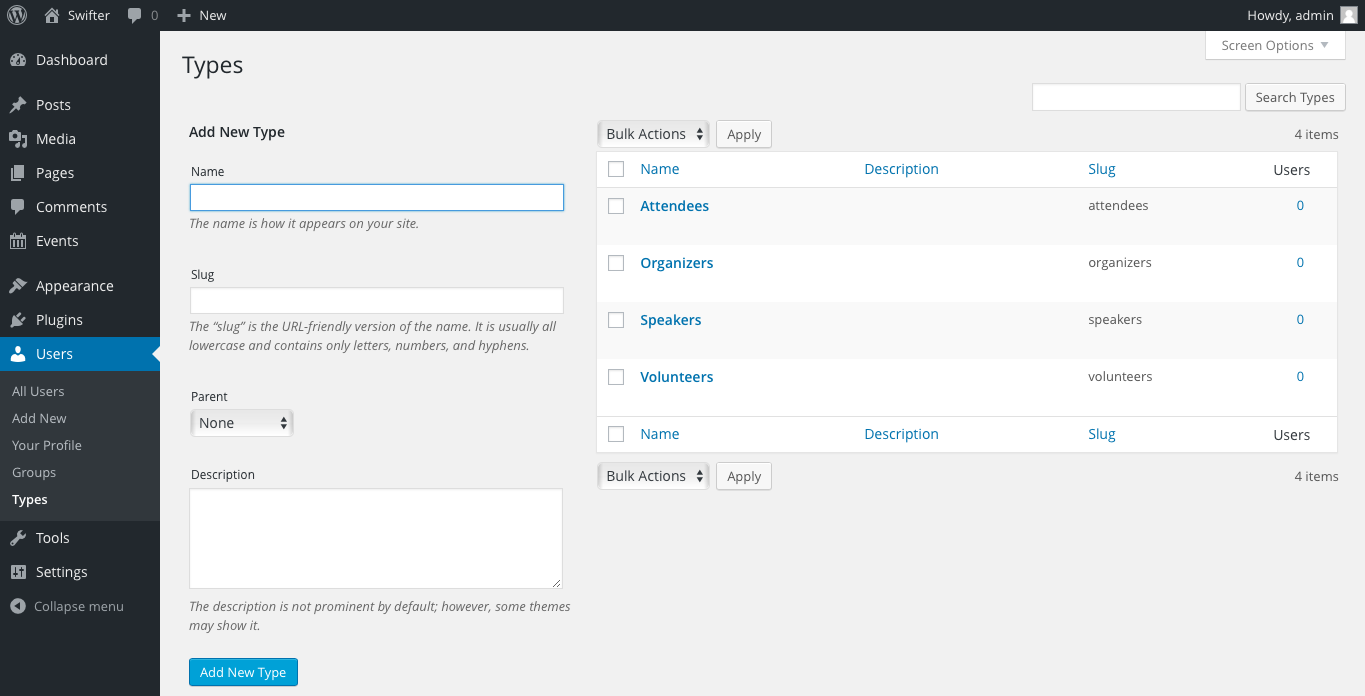 Swifter 0 New Howdy, admin
Screen Options
Dashboard
Posts
Media
Pages
Comments
Events
Appearance
Plugins
Users
All Users
Add New
Your Profile
Groups
Types
Tools
Settings
Collapse menu
Types
Search Types
Add New Type
Name
The name is how it appears on your site.
Slug
The “slug” is the URL-friendly version of the name. It is usually all
lowercase and contains only letters, numbers, and hyphens.
Parent
None
Description
The description is not prominent by default; however, some themes
may show it.
Add New Type
Bulk Actions Apply 4 items
Name Description Slug Users
Attendees attendees 0
Organizers organizers 0
Speakers speakers 0
Volunteers volunteers 0
Name Description Slug Users
Bulk Actions Apply 4 items